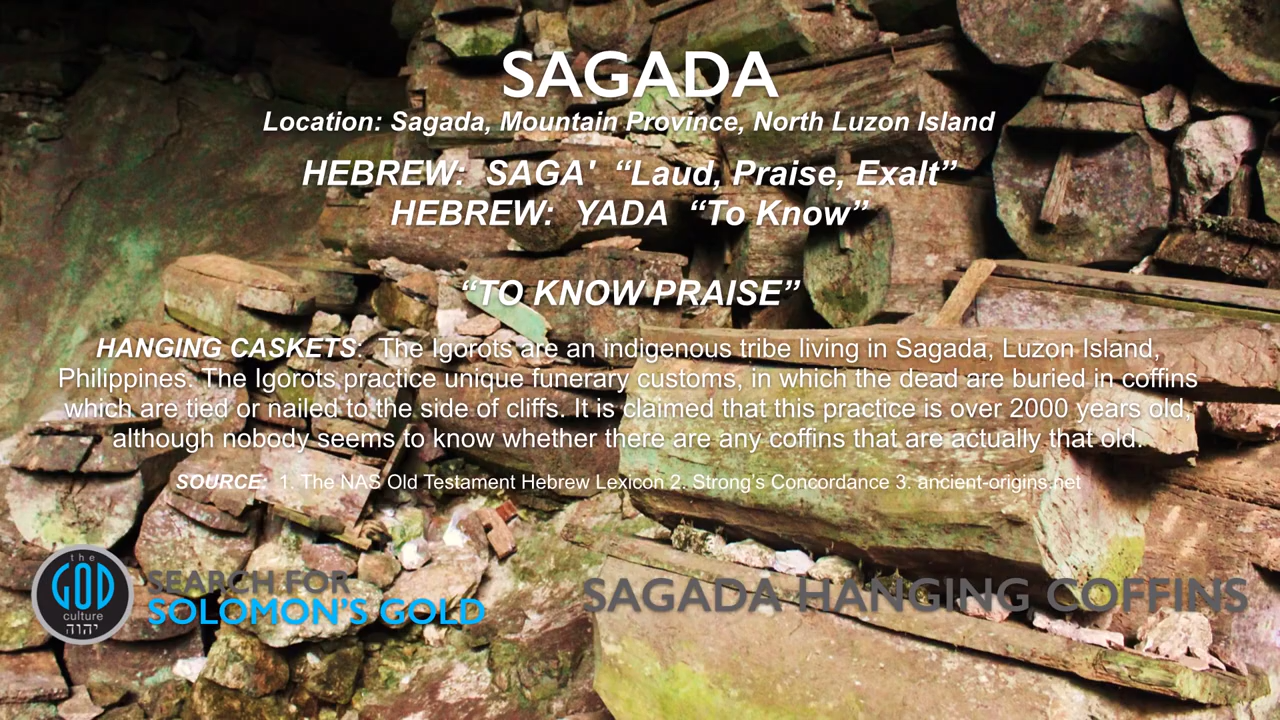 SAGADA
Location: Sagada, Mountain Province, North Luzon Island
HEBREW: SAGA' “Laud, Praise, Exalt”
HEBREW: YADA “To Know”
“TO KNOW PRAISE”
HANGING CASKETS: The Igorots are an indigenous tribe living in Sagada, Luzon Island,
Philippines. The Igorots practice unique funerary customs, in which the dead are buried in coffins
which are tied or nailed to the side of cliffs. It is claimed that this practice is over 2000 years old,
although nobody seems to know whether there are any coffins that are actually that old.
SOURCE: 1. The NAS Old Testament Hebrew Lexicon 2. Strong’s Concordance 3. ancient-origins.net
the
GOD
culture
יהוה
SEARCH FOR
SOLOMON’S GOLD
SAGADA HANGING COFFINS